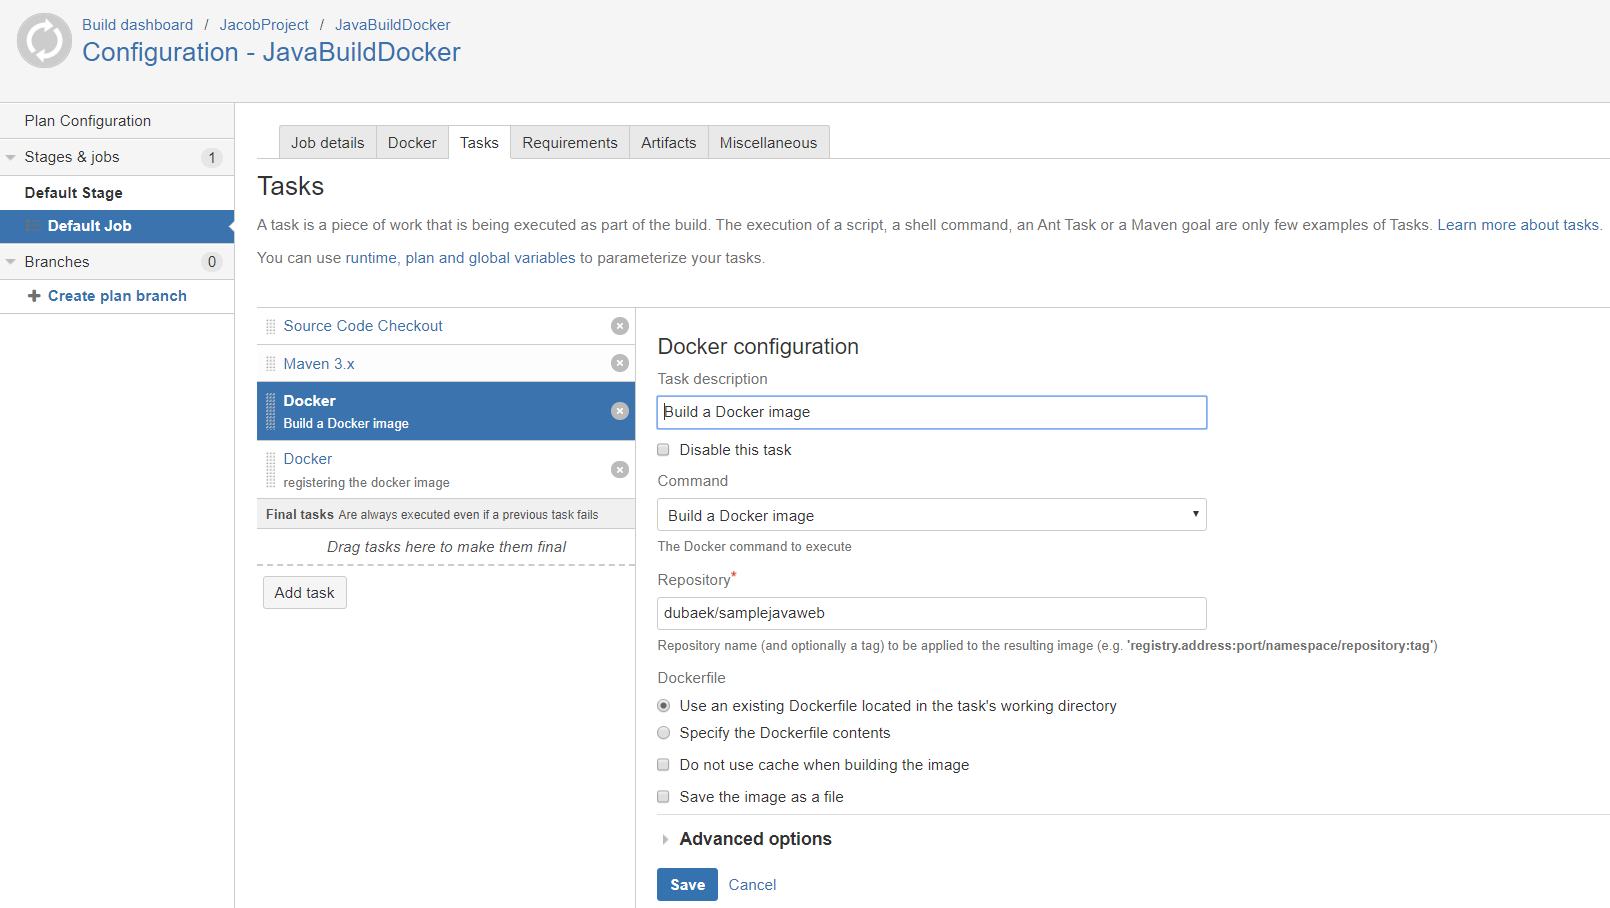 Build dashboard / JacobProject / JavaBuildDocker
Configuration - JavaBuildDocker
Plan Configuration
Stages & jobs 1
Default Stage
Default Job
Branches 0
Create plan branch
Job details Docker Tasks Requirements Artifacts Miscellaneous
Tasks
A task is a piece of work that is being executed as part of the build. The execution of a script, a shell command, an Ant Task or a Maven goal are only few examples of Tasks. Learn more about tasks.
You can use runtime, plan and global variables to parameterize your tasks.
Source Code Checkout
Maven 3.x
Docker
Build a Docker image
Docker
registering the docker image
Final tasks Are always executed even if a previous task fails
Drag tasks here to make them final
Add task
Docker configuration
Task description
Build a Docker image
Disable this task
Command
Build a Docker image
The Docker command to execute
Repository*
dubaek/samplejavaweb
Repository name (and optionally a tag) to be applied to the resulting image (e.g. 'registry.address:port/namespace/repository:tag')
Dockerfile
Use an existing Dockerfile located in the task's working directory
Specify the Dockerfile contents
Do not use cache when building the image
Save the image as a file
Advanced options
Save Cancel